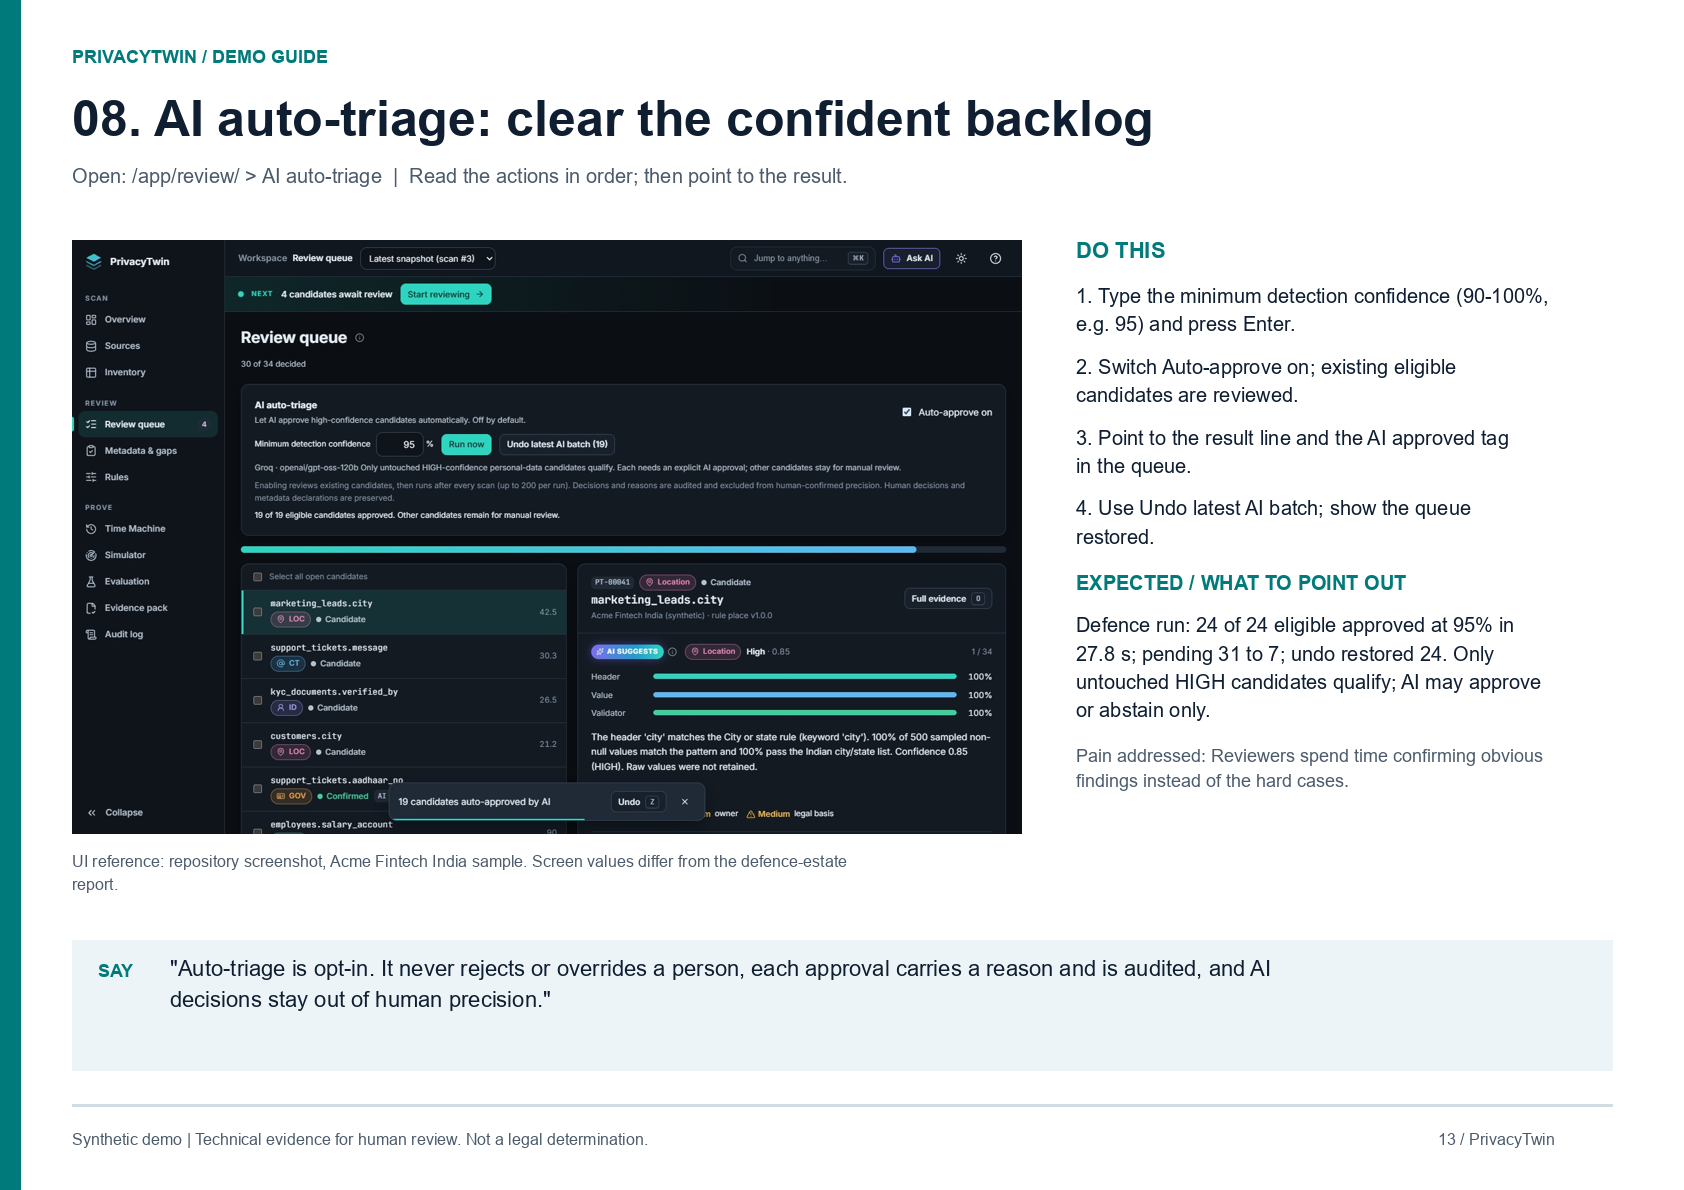 PRIVACYTWIN / DEMO GUIDE
08. AI auto-triage: clear the confident backlog
Open: /app/review/ > AI auto-triage | Read the actions in order; then point to the result.
PrivacyTwin
SCAN
Overview
Sources
Inventory
REVIEW
Review queue 4
Metadata & gaps
Rules
PROVE
Time Machine
Simulator
Evaluation
Evidence pack
Audit log
Collapse
Workspace Review queue Latest snapshot (scan #3)
Jump to anything... ⌘K Ask AI
NEXT 4 candidates await review Start reviewing →
Review queue
30 of 34 decided
AI auto-triage
Let AI approve high-confidence candidates automatically. Off by default.
Auto-approve on
Minimum detection confidence 95 % Run now Undo latest AI batch (19)
Groq · openai/gpt-oss-120b Only untouched HIGH-confidence personal-data candidates qualify. Each needs an explicit AI approval; other candidates stay for manual review.
Enabling reviews existing candidates, then runs after every scan (up to 200 per run). Decisions and reasons are audited and excluded from human-confirmed precision. Human decisions and
metadata declarations are preserved.
19 of 19 eligible candidates approved. Other candidates remain for manual review.
Select all open candidates
marketing_leads.city
LOC Candidate
42.5
support_tickets.message
CT Candidate
30.3
kyc_documents.verified_by
ID Candidate
26.5
customers.city
LOC Candidate
21.2
support_tickets.aadhaar_no
GOV Confirmed AI
employees.salary_account
90
PT-00041 Location Candidate
marketing_leads.city
Acme Fintech India (synthetic) · rule place v1.0.0
Full evidence
AI SUGGESTS Location High · 0.85 1 / 34
Header 100%
Value 100%
Validator 100%
The header 'city' matches the City or state rule (keyword 'city'). 100% of 500 sampled non-
null values match the pattern and 100% pass the Indian city/state list. Confidence 0.85
(HIGH). Raw values were not retained.
owner Medium legal basis
19 candidates auto-approved by AI Undo Z ×
UI reference: repository screenshot, Acme Fintech India sample. Screen values differ from the defence-estate
report.
DO THIS
1. Type the minimum detection confidence (90-100%,
e.g. 95) and press Enter.
2. Switch Auto-approve on; existing eligible
candidates are reviewed.
3. Point to the result line and the AI approved tag
in the queue.
4. Use Undo latest AI batch; show the queue
restored.
EXPECTED / WHAT TO POINT OUT
Defence run: 24 of 24 eligible approved at 95% in
27.8 s; pending 31 to 7; undo restored 24. Only
untouched HIGH candidates qualify; AI may approve
or abstain only.
Pain addressed: Reviewers spend time confirming obvious
findings instead of the hard cases.
SAY
"Auto-triage is opt-in. It never rejects or overrides a person, each approval carries a reason and is audited, and AI
decisions stay out of human precision."
Synthetic demo | Technical evidence for human review. Not a legal determination.
13 / PrivacyTwin